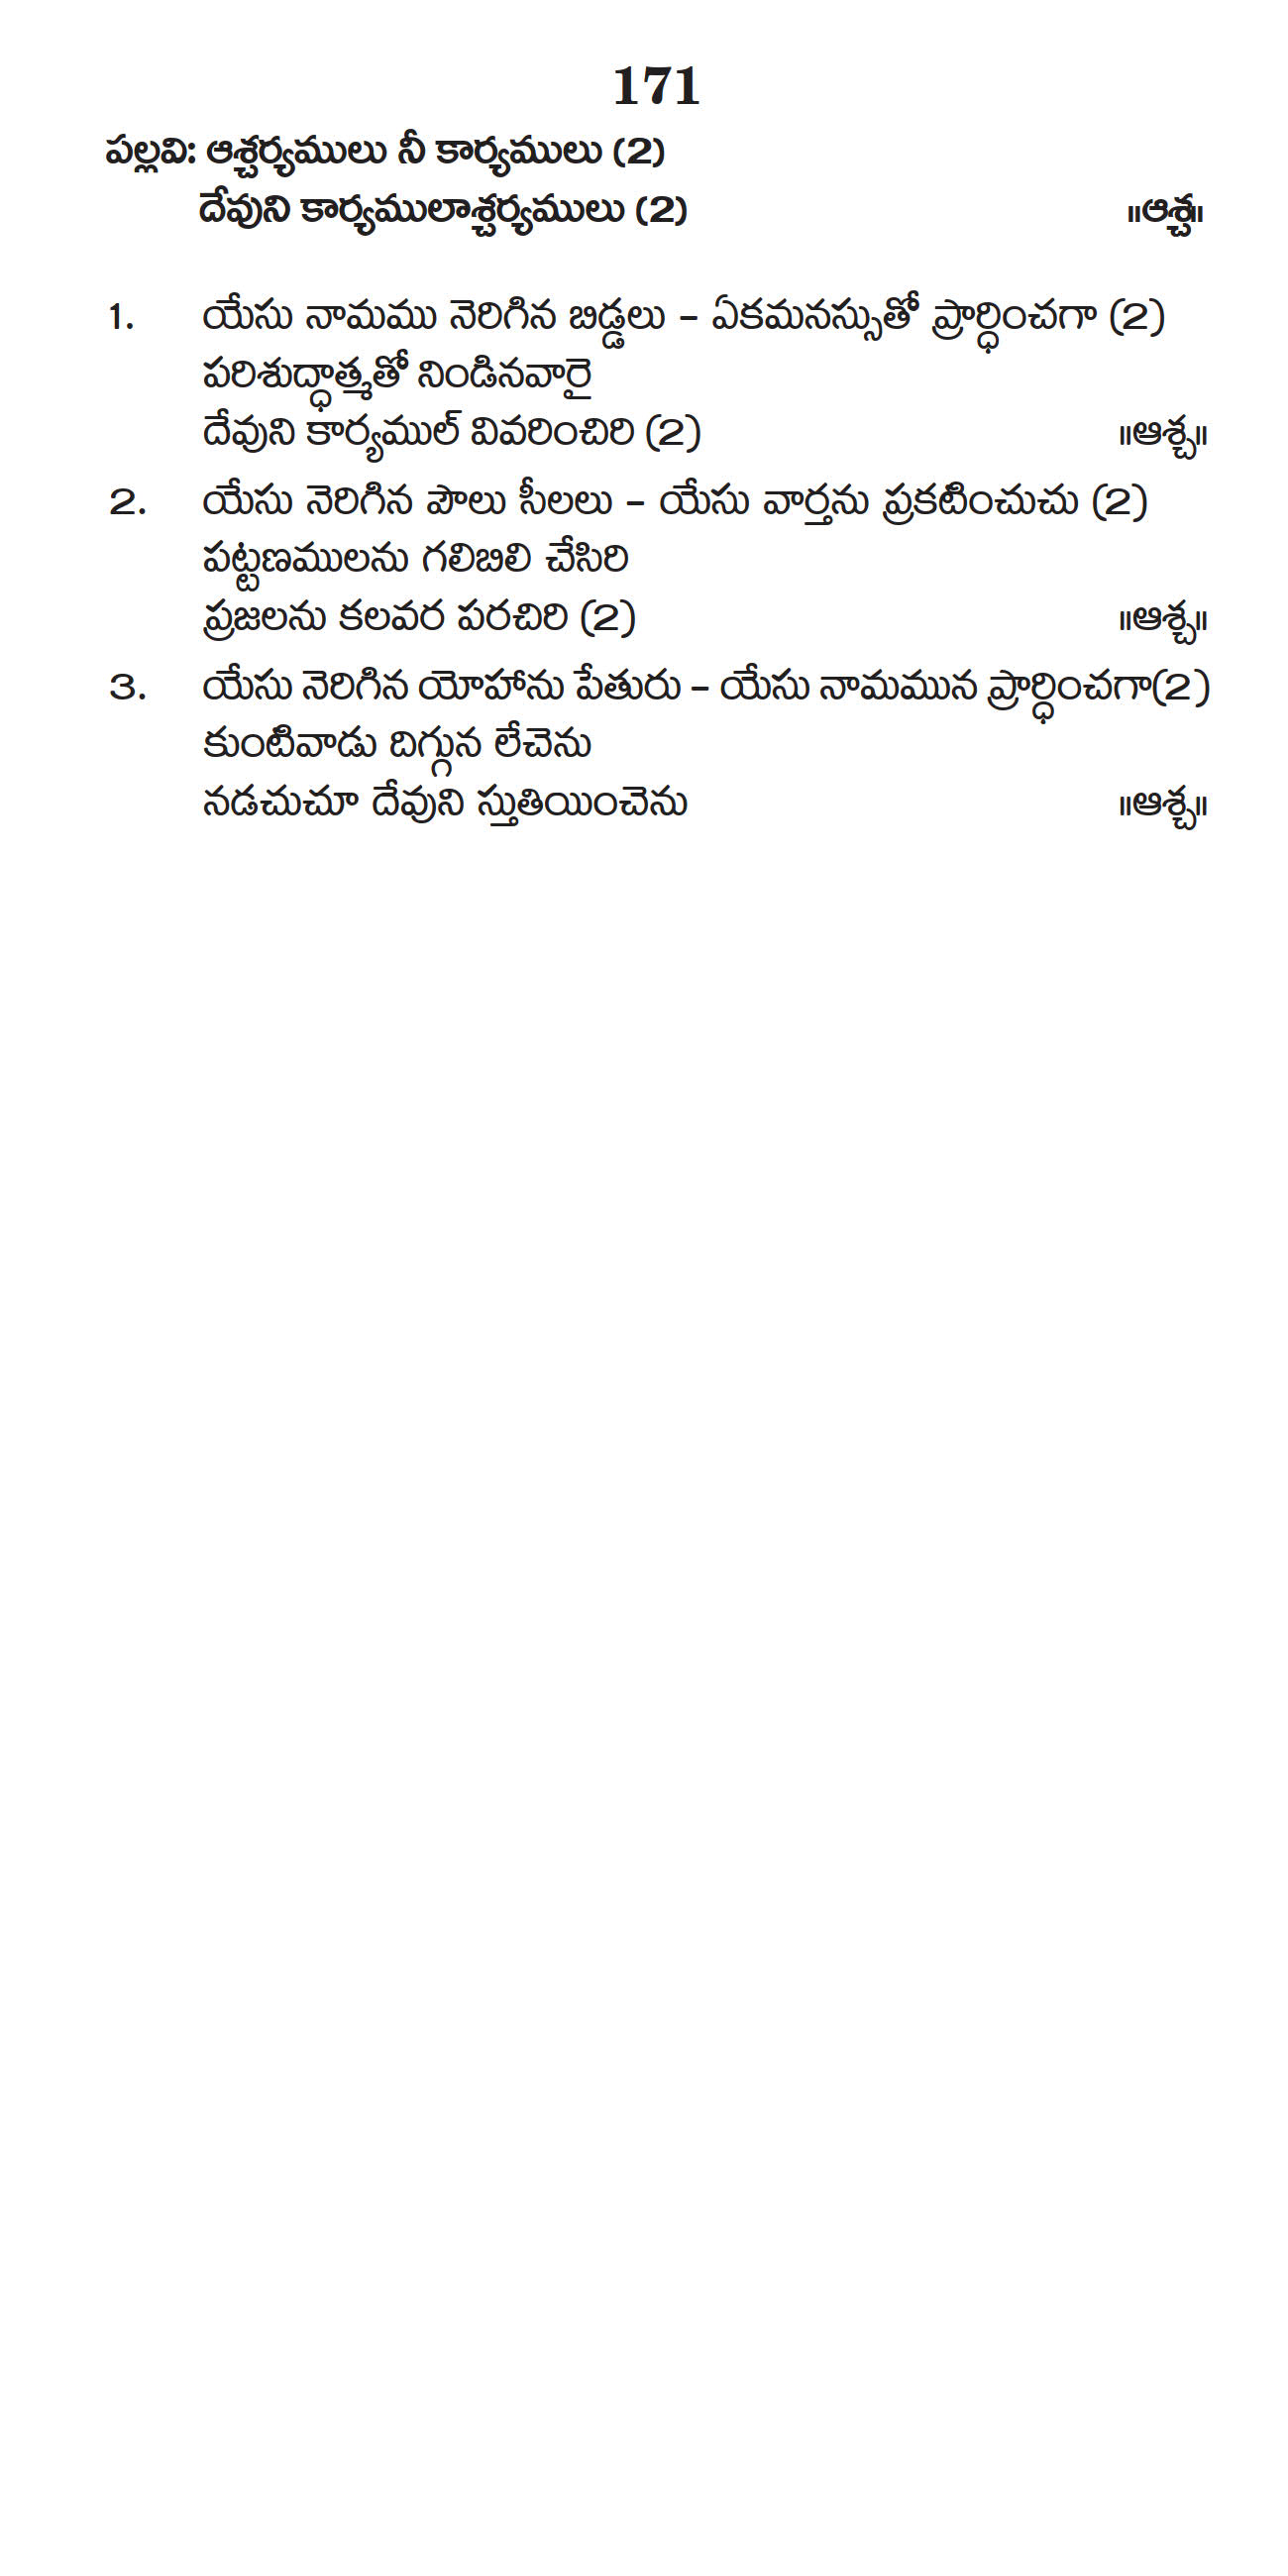 171
పల్లవి: ఆశ్చర్యములు నీ కార్యములు (2)
దేవుని కార్యములాశ్చర్యములు (2) ॥ఆశ్చ॥
1. యేసు నామము నెరిగిన బిడ్డలు – ఏకమనస్సుతో ప్రార్ధించగా (2)
పరిశుద్ధాత్మతో నిండినవారై
దేవుని కార్యముల్ వివరించిరి (2) ॥ఆశ్చ॥
2. యేసు నెరిగిన పౌలు సీలలు – యేసు వార్తను ప్రకటించుచు (2)
పట్టణములను గలిబిలి చేసిరి
ప్రజలను కలవర పరచిరి (2) ॥ఆశ్చ॥
3. యేసు నెరిగిన యోహాను పేతురు – యేసు నామమున ప్రార్ధించగా(2)
కుంటివాడు దిగ్గున లేచెను
నడచుచూ దేవుని స్తుతియించెను ॥ఆశ్చ॥